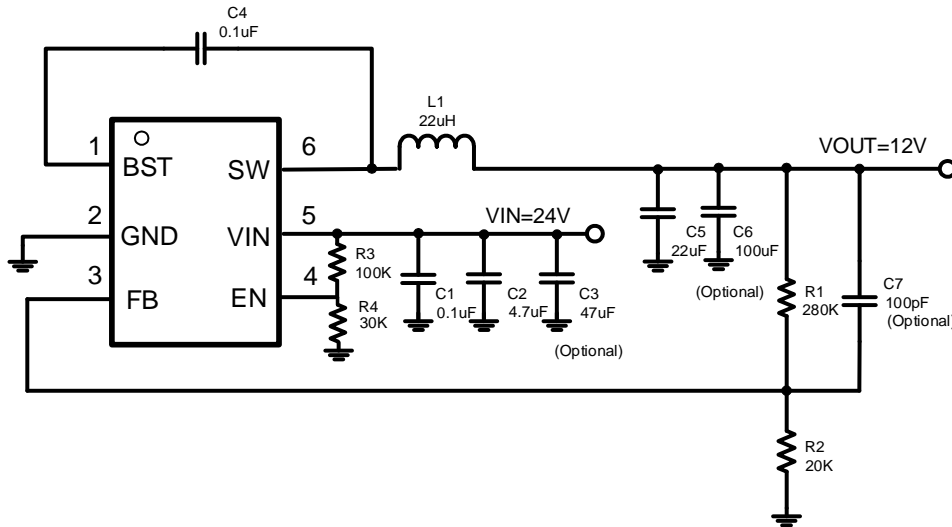 C4
0.1uF
L1
22uH
1
BST
6
SW
VOUT=12V
2
GND
5
VIN
VIN=24V
3
FB
4
EN
R3
100K
R4
30K
C1
0.1uF
C2
4.7uF
C3
47uF
(Optional)
C5
22uF
C6
100uF
(Optional)
R1
280K
C7
100pF
(Optional)
R2
20K